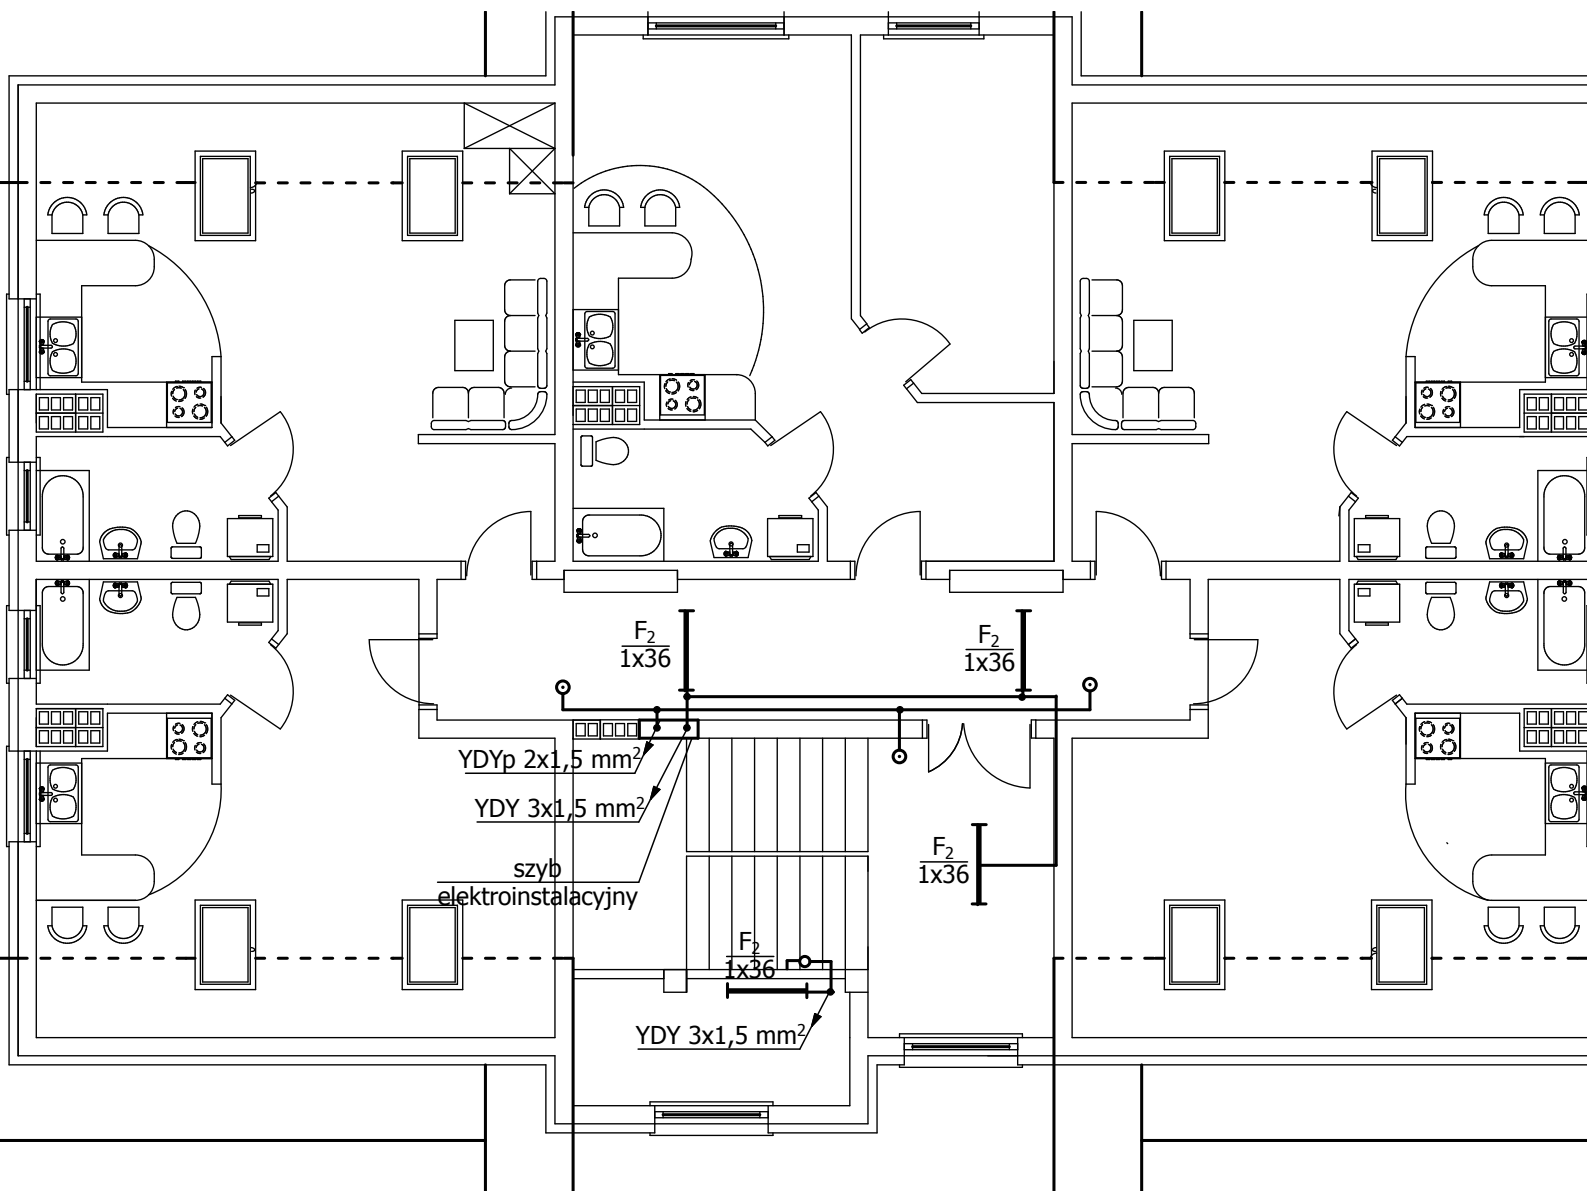 F2
1x36
F2
1x36
YDYp 2x1,5 mm²
YDY 3x1,5 mm²
szyb
elektroinstalacyjny
F2
1x36
F2
1x36
YDY 3x1,5 mm²